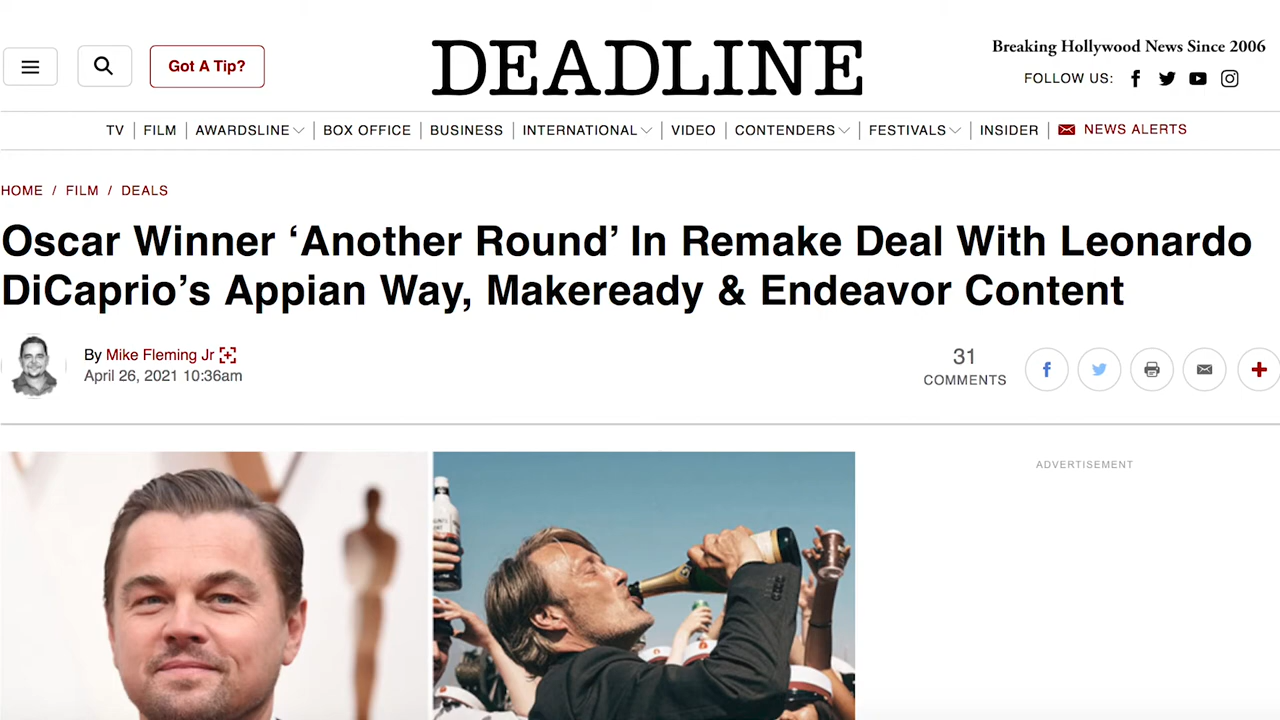 Got A Tip?
DEADLINE
Breaking Hollywood News Since 2006
FOLLOW US:
TV | FILM | AWARDSLINE | BOX OFFICE | BUSINESS | INTERNATIONAL | VIDEO | CONTENDERS | FESTIVALS | INSIDER | NEWS ALERTS
HOME / FILM / DEALS
Oscar Winner ‘Another Round’ In Remake Deal With Leonardo
DiCaprio’s Appian Way, Makeready & Endeavor Content
By Mike Fleming Jr
April 26, 2021 10:36am
31
COMMENTS
ADVERTISEMENT